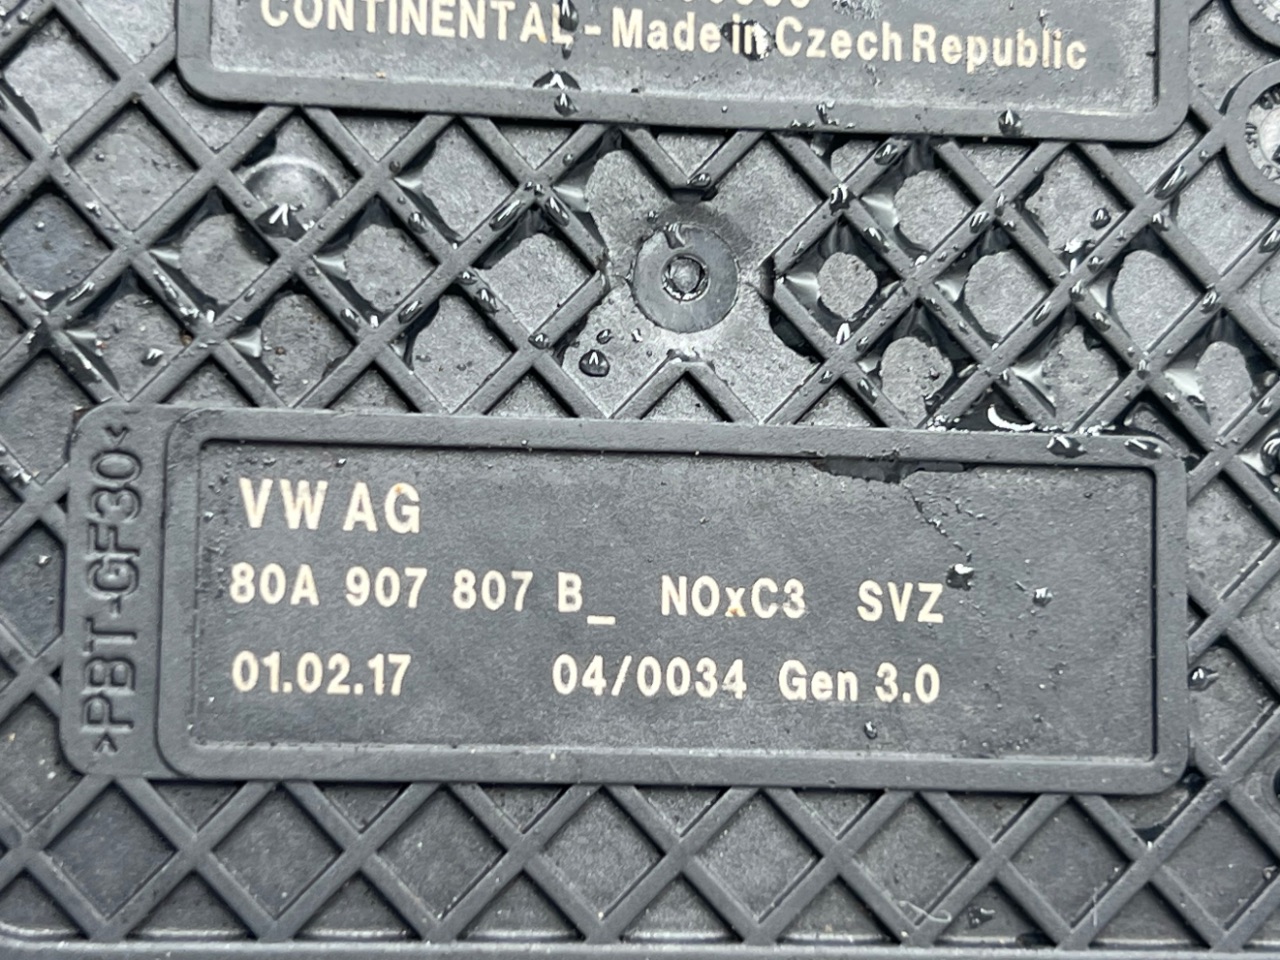 CONTINENTAL - Made in Czech Republic
>PBT-GF30<
VW AG
80A 907 807 B_ NOxC3 SVZ
01.02.17 04/0034 Gen 3.0